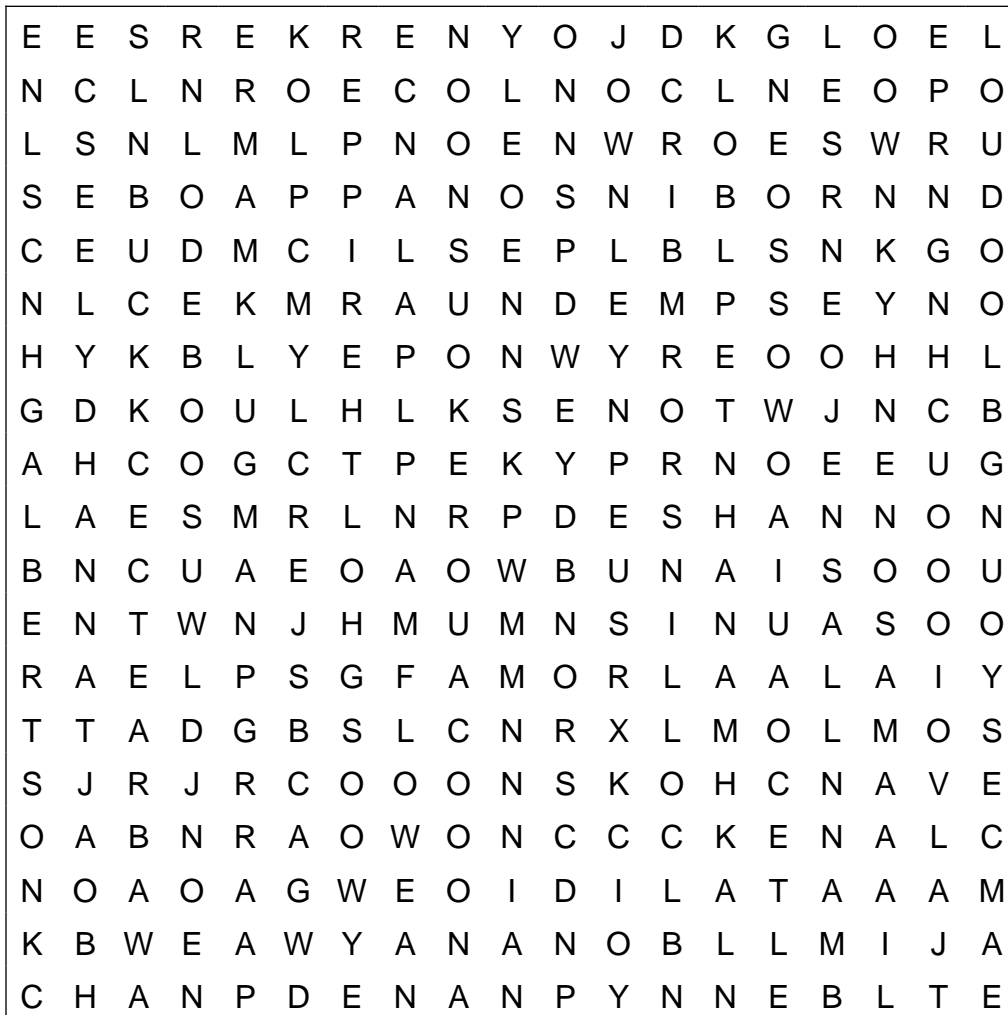 E E S R E K R E N Y O J D K G L O E L
N C L N R O E C O L N O C L N E O P O
L S N L M L P N O E N W R O E S W R U
S E B O A P P A N O S N I B O R N N D
C E U D M C I L S E P L B L S N K G O
N L C E K M R A U N D E M P S E Y N O
H Y K B L Y E P O N W Y R E O O H H L
G D K O U L H L K S E N O T W J N C B
A H C O G C T P E K Y P R N O E E U G
L A E S M R L N R P D E S H A N N O N
B N C U A E O A O W B U N A I S O O U
E N T W N J H M U M N S I N U A S O O
R A E L P S G F A M O R L A A L A I Y
T T A D G B S L C N R X L M O L M O S
S J R J R C O O O N S K O H C N A V E
O A B N R A O W O N C C C K E N A L C
N O A O A G W E O I D I L A T A A A M
K B W E A W Y A N A N O B L L M I J A
C H A N P D E N A N P Y N N E B L T E